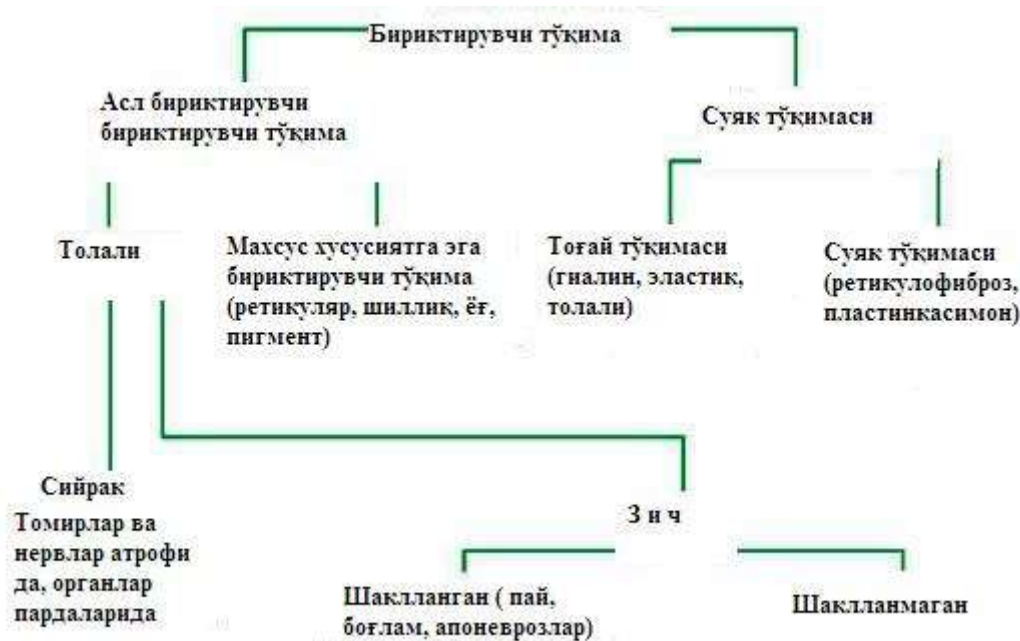 Бириктирувчи тўқима
Асл бириктирувчи
бириктирувчи тўқима
Суяк тўқимаси
Толали
Махсус хусусиятга эга
бириктирувчи тўқима
(ретикуляр, шиллиқ, ёғ,
пигмент)
Тоғай тўқимаси
(гиалин, эластик,
толали)
Суяк тўқимаси
(ретикулофиброз,
пластинкасимон)
Сийрак
Томирлар ва
нервлар атрофи
да, органлар
пардаларида
З и ч
Шаклланган ( пай,
боғлам, апоневрозлар)
Шаклланмаган